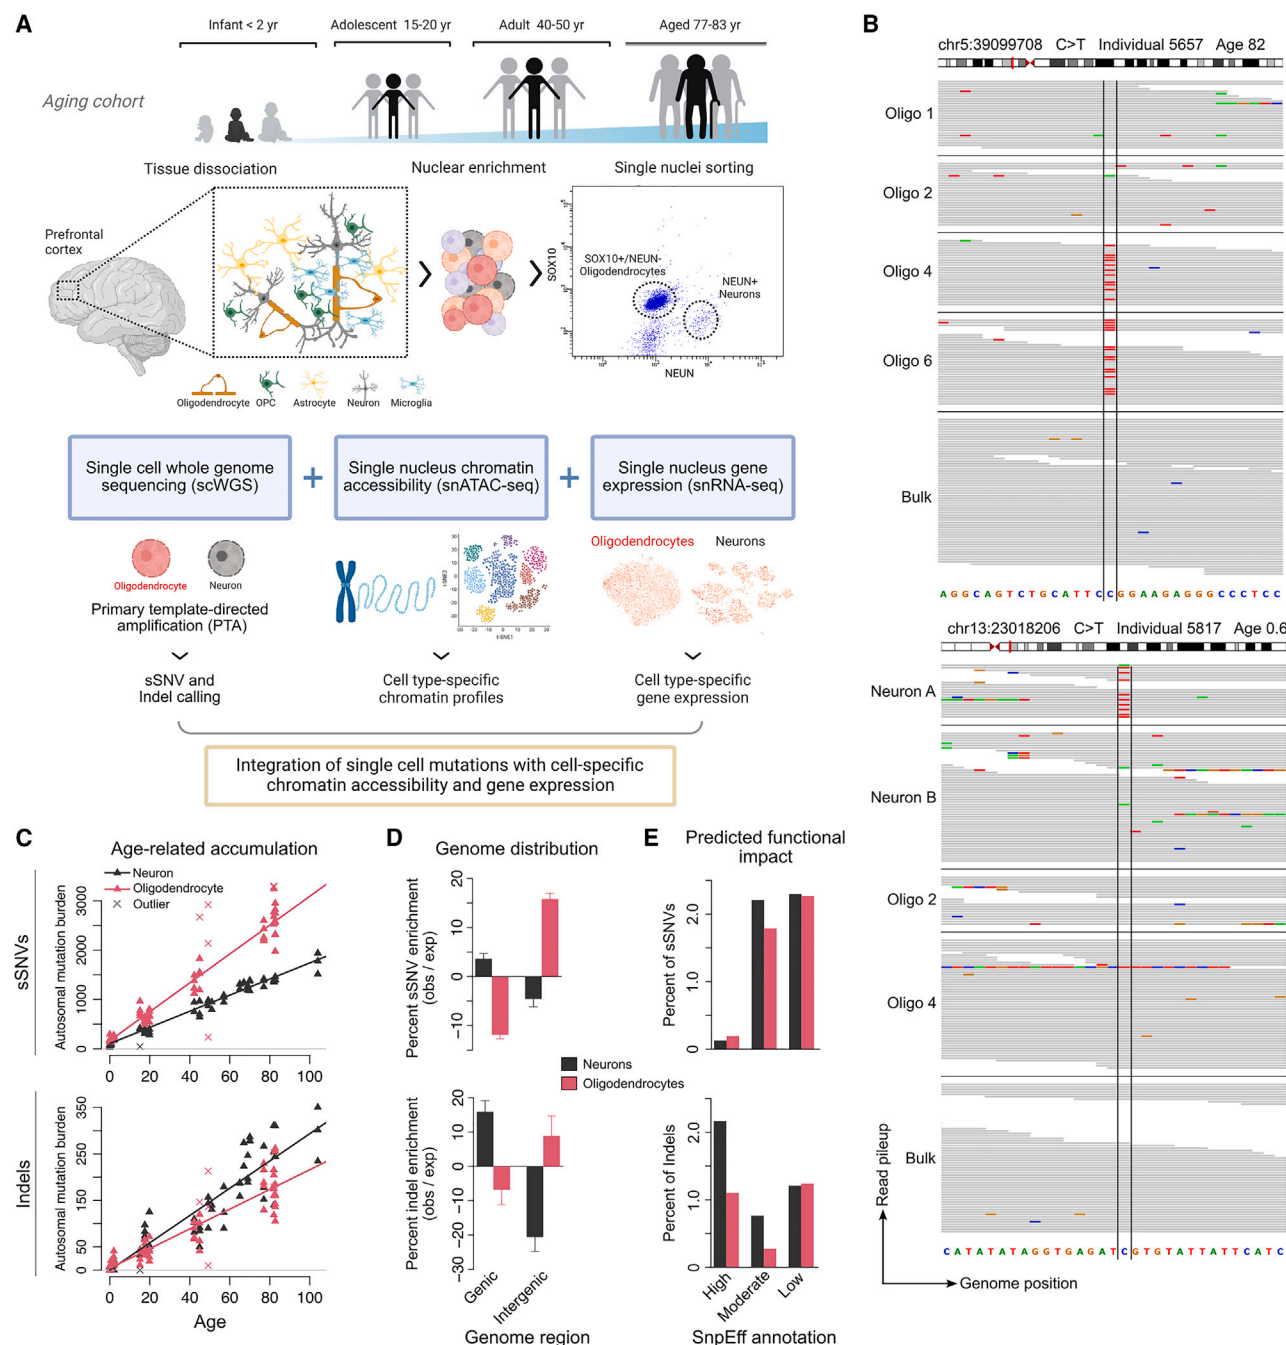 A
Infant < 2 yr
Adolescent 15-20 yr
Adult 40-50 yr
Aged 77-83 yr
Aging cohort
Tissue dissociation
Nuclear enrichment
Single nuclei sorting
Prefrontal
cortex
SOX10
SOX10+/NEUN-
Oligodendrocytes
NEUN+
Neurons
NEUN
Oligodendrocyte
OPC
Astrocyte
Neuron
Microglia
Single cell whole genome
sequencing (scWGS)
+
Single nucleus chromatin
accessibility (snATAC-seq)
+
Single nucleus gene
expression (snRNA-seq)
Oligodendrocyte
Neuron
Primary template-directed
amplification (PTA)
t-SNE2
t-SNE1
Oligodendrocytes
Neurons
sSNV and
Indel calling
Cell type-specific
chromatin profiles
Cell type-specific
gene expression
Integration of single cell mutations with cell-specific
chromatin accessibility and gene expression
B
chr5:39099708 C>T Individual 5657 Age 82
Oligo 1
Oligo 2
Oligo 4
Oligo 6
Bulk
AGGCAGTCTGCATTCCGGAAGAGGGCCCTCC
chr13:23018206 C>T Individual 5817 Age 0.6
Neuron A
Neuron B
Oligo 2
Oligo 4
Bulk
Read pileup
CATATATAGGTGAGATCGTGTATTATTCATC
Genome position
C
Age-related accumulation
Neuron
Oligodendrocyte
Outlier
sSNVs
Autosomal mutation burden
0
1000
2000
3000
0 20 40 60 80 100
Indels
Autosomal mutation burden
0
50
150
250
350
0 20 40 60 80 100
Age
D
Genome distribution
Percent sSNV enrichment
(obs / exp)
20
10
0
−10
Neurons
Oligodendrocytes
Percent indel enrichment
(obs / exp)
20
10
0
−10
−20
−30
Genic
Intergenic
Genome region
E
Predicted functional
impact
Percent of sSNVs
2.0
1.0
0
Percent of Indels
2.0
1.0
0
High
Moderate
Low
SnpEff annotation